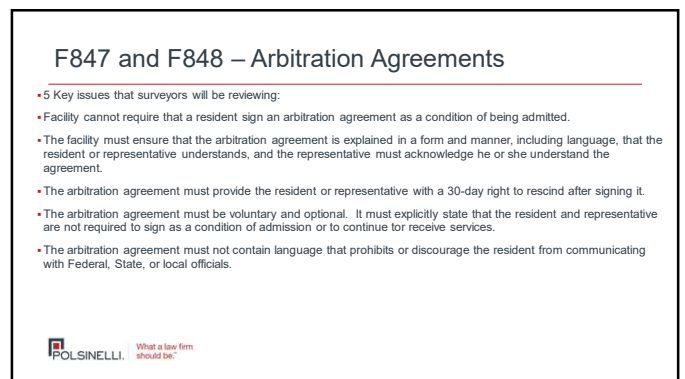 F847 and F848 – Arbitration Agreements
▪ 5 Key issues that surveyors will be reviewing:
▪ Facility cannot require that a resident sign an arbitration agreement as a condition of being admitted.
▪ The facility must ensure that the arbitration agreement is explained in a form and manner, including language, that the
resident or representative understands, and the representative must acknowledge he or she understand the
agreement.
▪ The arbitration agreement must provide the resident or representative with a 30-day right to rescind after signing it.
▪ The arbitration agreement must be voluntary and optional. It must explicitly state that the resident and representative
are not required to sign as a condition of admission or to continue tor receive services.
▪ The arbitration agreement must not contain language that prohibits or discourage the resident from communicating
with Federal, State, or local officials.
POLSINELLI.
What a law firm
should be.™